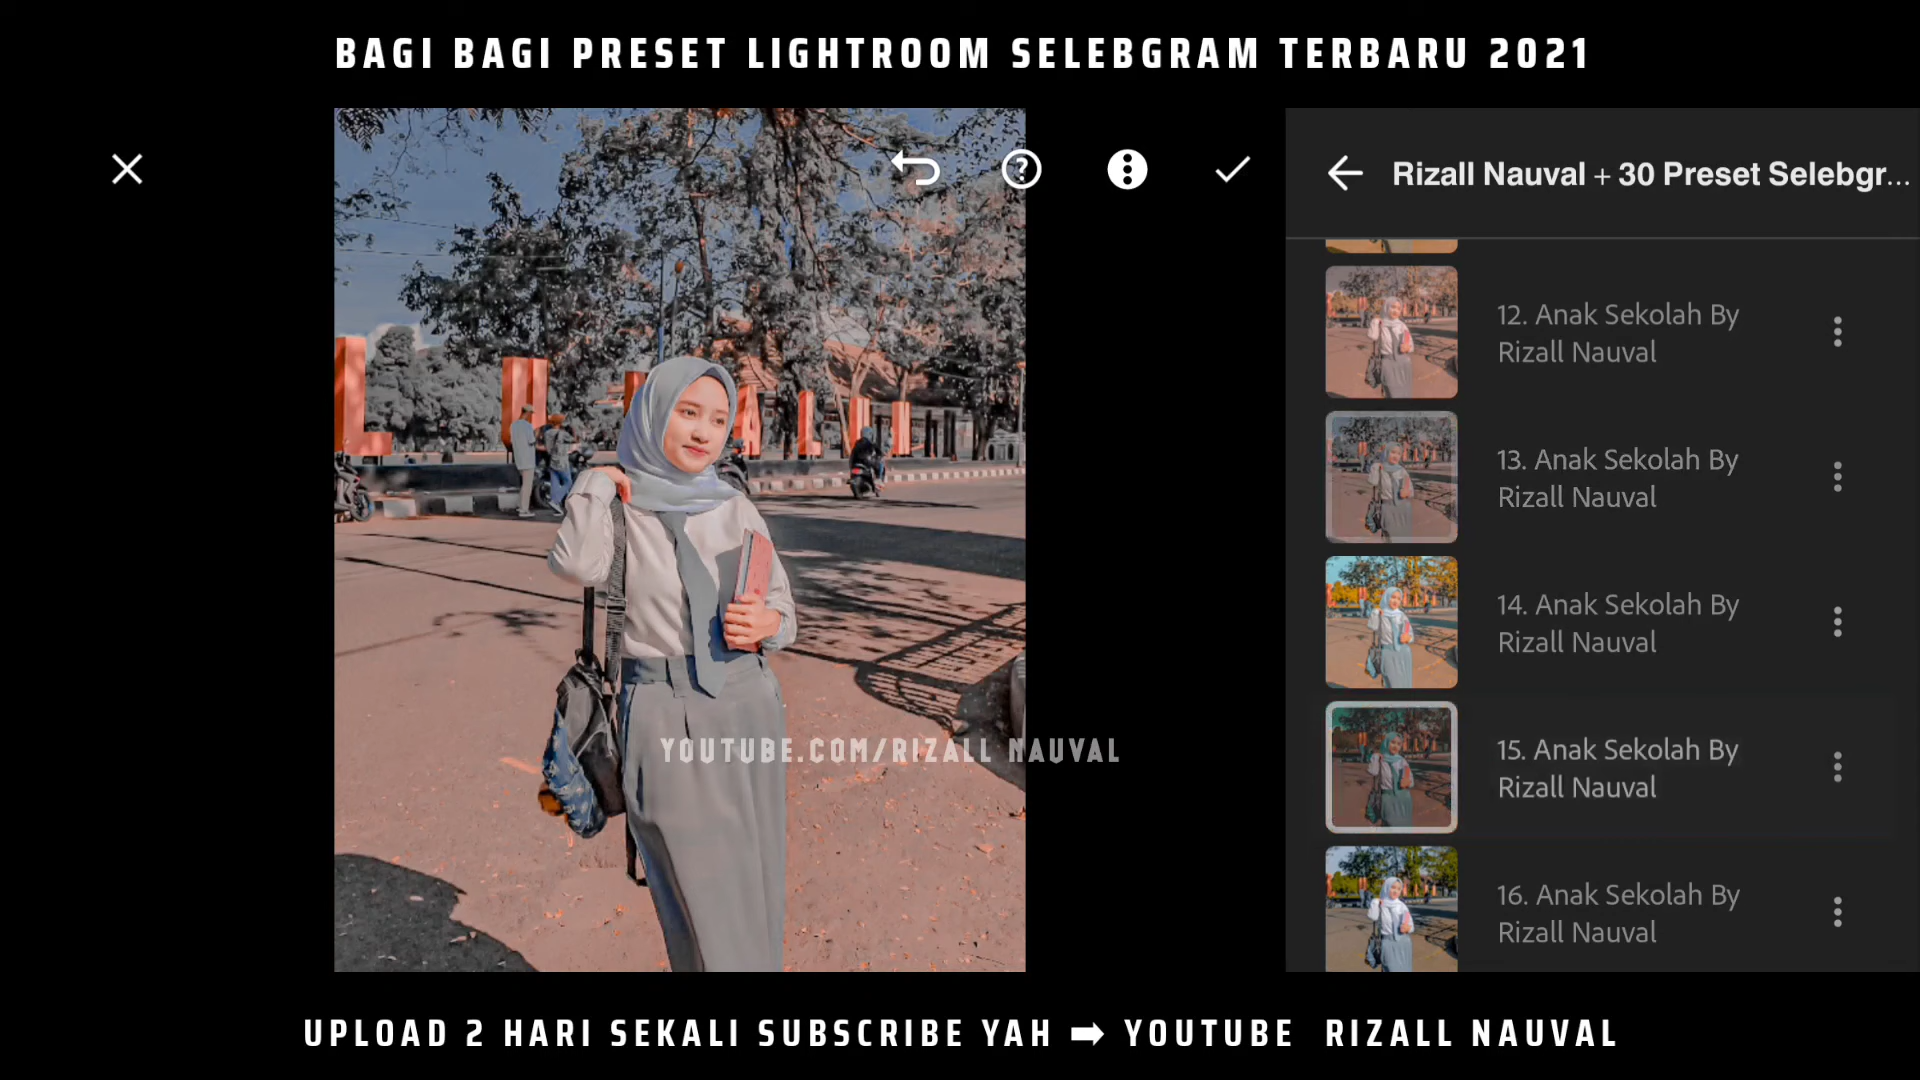 BAGI BAGI PRESET LIGHTROOM SELEBGRAM TERBARU 2021
Rizall Nauval + 30 Preset Selebgr...
12. Anak Sekolah By
Rizall Nauval
13. Anak Sekolah By
Rizall Nauval
14. Anak Sekolah By
Rizall Nauval
15. Anak Sekolah By
Rizall Nauval
16. Anak Sekolah By
Rizall Nauval
YOUTUBE.COM/RIZALL NAUVAL
UPLOAD 2 HARI SEKALI SUBSCRIBE YAH ➡ YOUTUBE RIZALL NAUVAL